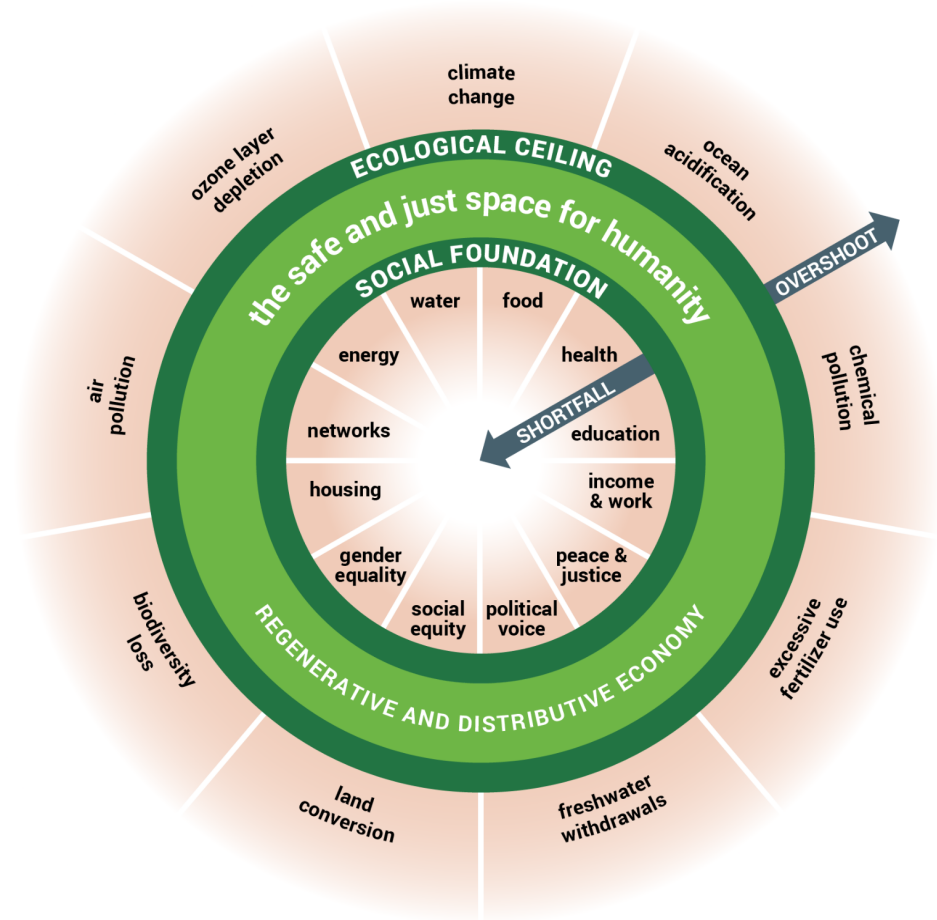 climate
change
ocean
acidification
chemical
pollution
excessive
fertilizer use
freshwater
withdrawals
land
conversion
biodiversity
loss
air
pollution
ozone layer
depletion
ECOLOGICAL CEILING
OVERSHOOT
the safe and just space for humanity
SOCIAL FOUNDATION
water
food
energy
health
SHORTFALL
networks
education
housing
income
& work
gender
equality
peace &
justice
social
equity
political
voice
REGENERATIVE AND DISTRIBUTIVE ECONOMY